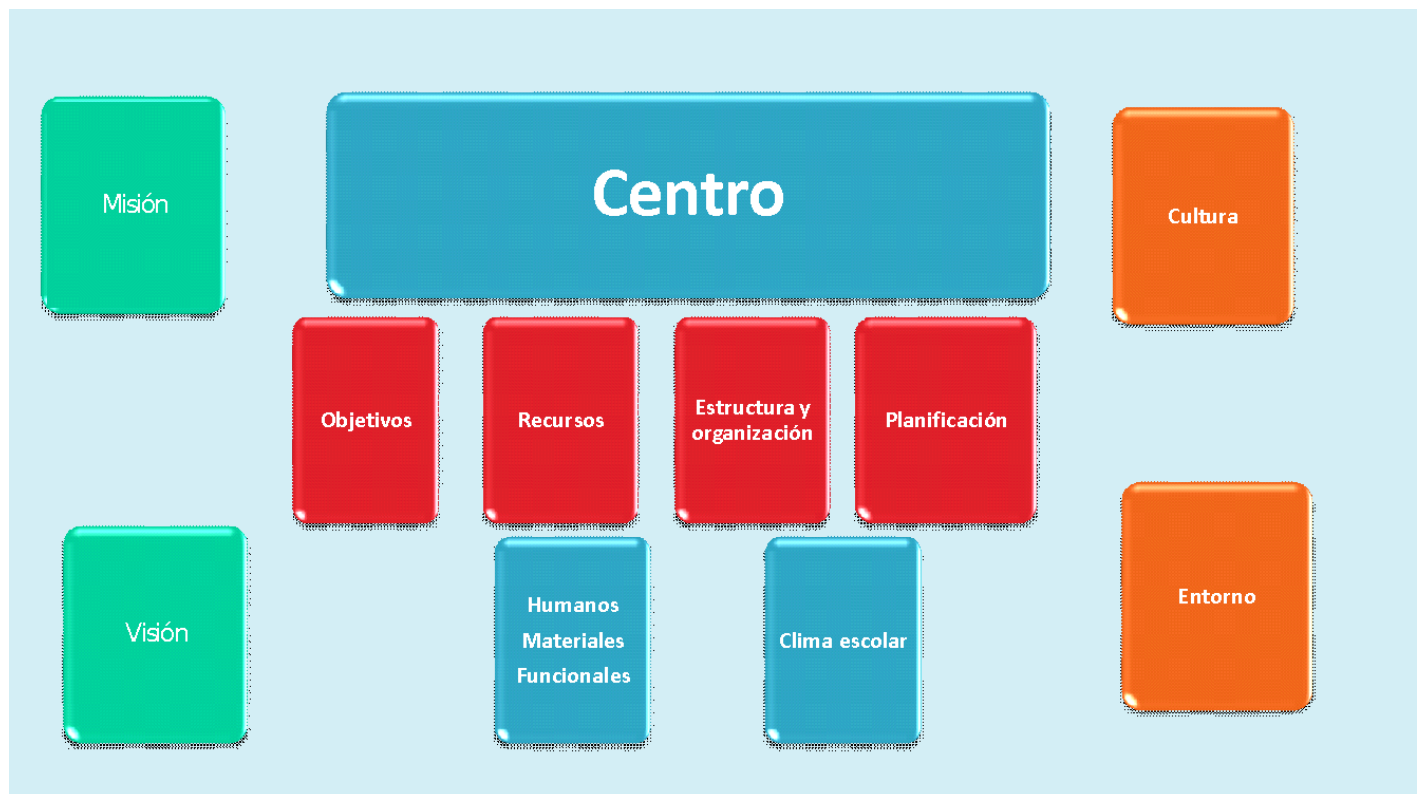 Misión
Centro
Cultura
Objetivos
Recursos
Estructura y
organización
Planificación
Visión
Humanos
Materiales
Funcionales
Clima escolar
Entorno